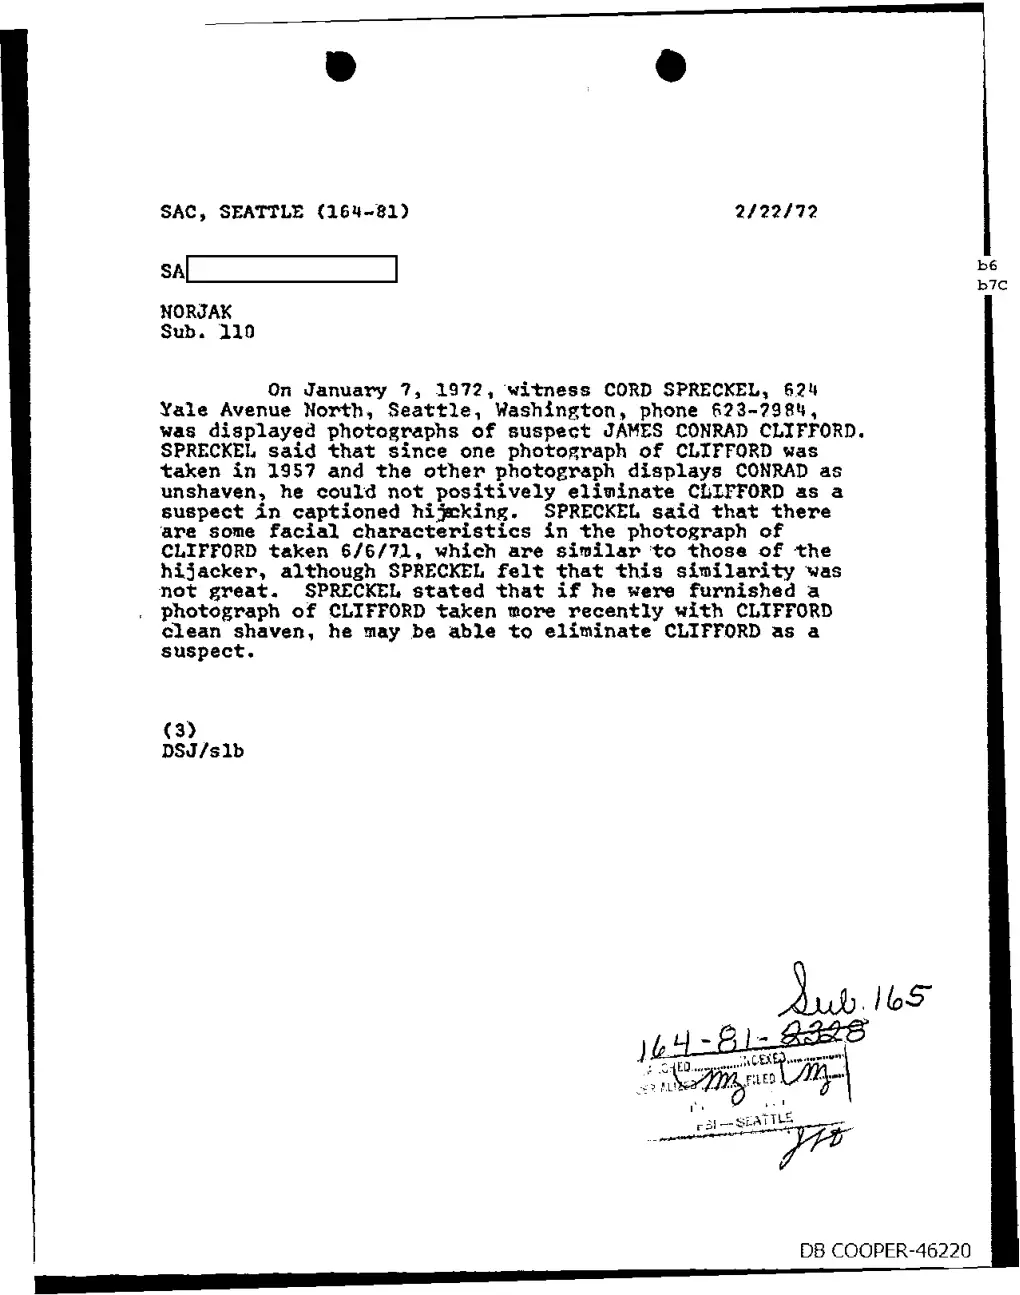 SAC, SEATTLE (164-81) 2/22/72
SA
b6
b7C
NORJAK
Sub. 110
On January 7, 1972, witness CORD SPRECKEL, 624
Yale Avenue North, Seattle, Washington, phone 623-7984,
was displayed photographs of suspect JAMES CONRAD CLIFFORD.
SPRECKEL said that since one photograph of CLIFFORD was
taken in 1957 and the other photograph displays CONRAD as
unshaven, he could not positively eliminate CLIFFORD as a
suspect in captioned hijacking. SPRECKEL said that there
are some facial characteristics in the photograph of
CLIFFORD taken 6/6/71, which are similar to those of the
hijacker, although SPRECKEL felt that this similarity was
not great. SPRECKEL stated that if he were furnished a
photograph of CLIFFORD taken more recently with CLIFFORD
clean shaven, he may be able to eliminate CLIFFORD as a
suspect.
(3)
DSJ/slb
Sub. 165
164-81-2328
INDEXED
FILED
FBI—SEATTLE
DB COOPER-46220